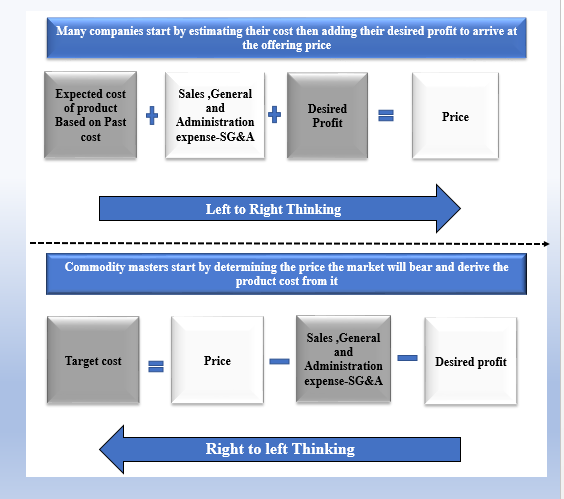 Many companies start by estimating their cost then adding their desired profit to arrive at
the offering price
Expected cost
of product
Based on Past
cost
Sales ,General
and
Administration
expense-SG&A
Desired
Profit
Price
Left to Right Thinking
Commodity masters start by determining the price the market will bear and derive the
product cost from it
Target cost
Price
Sales ,General
and
Administration
expense-SG&A
Desired profit
Right to left Thinking